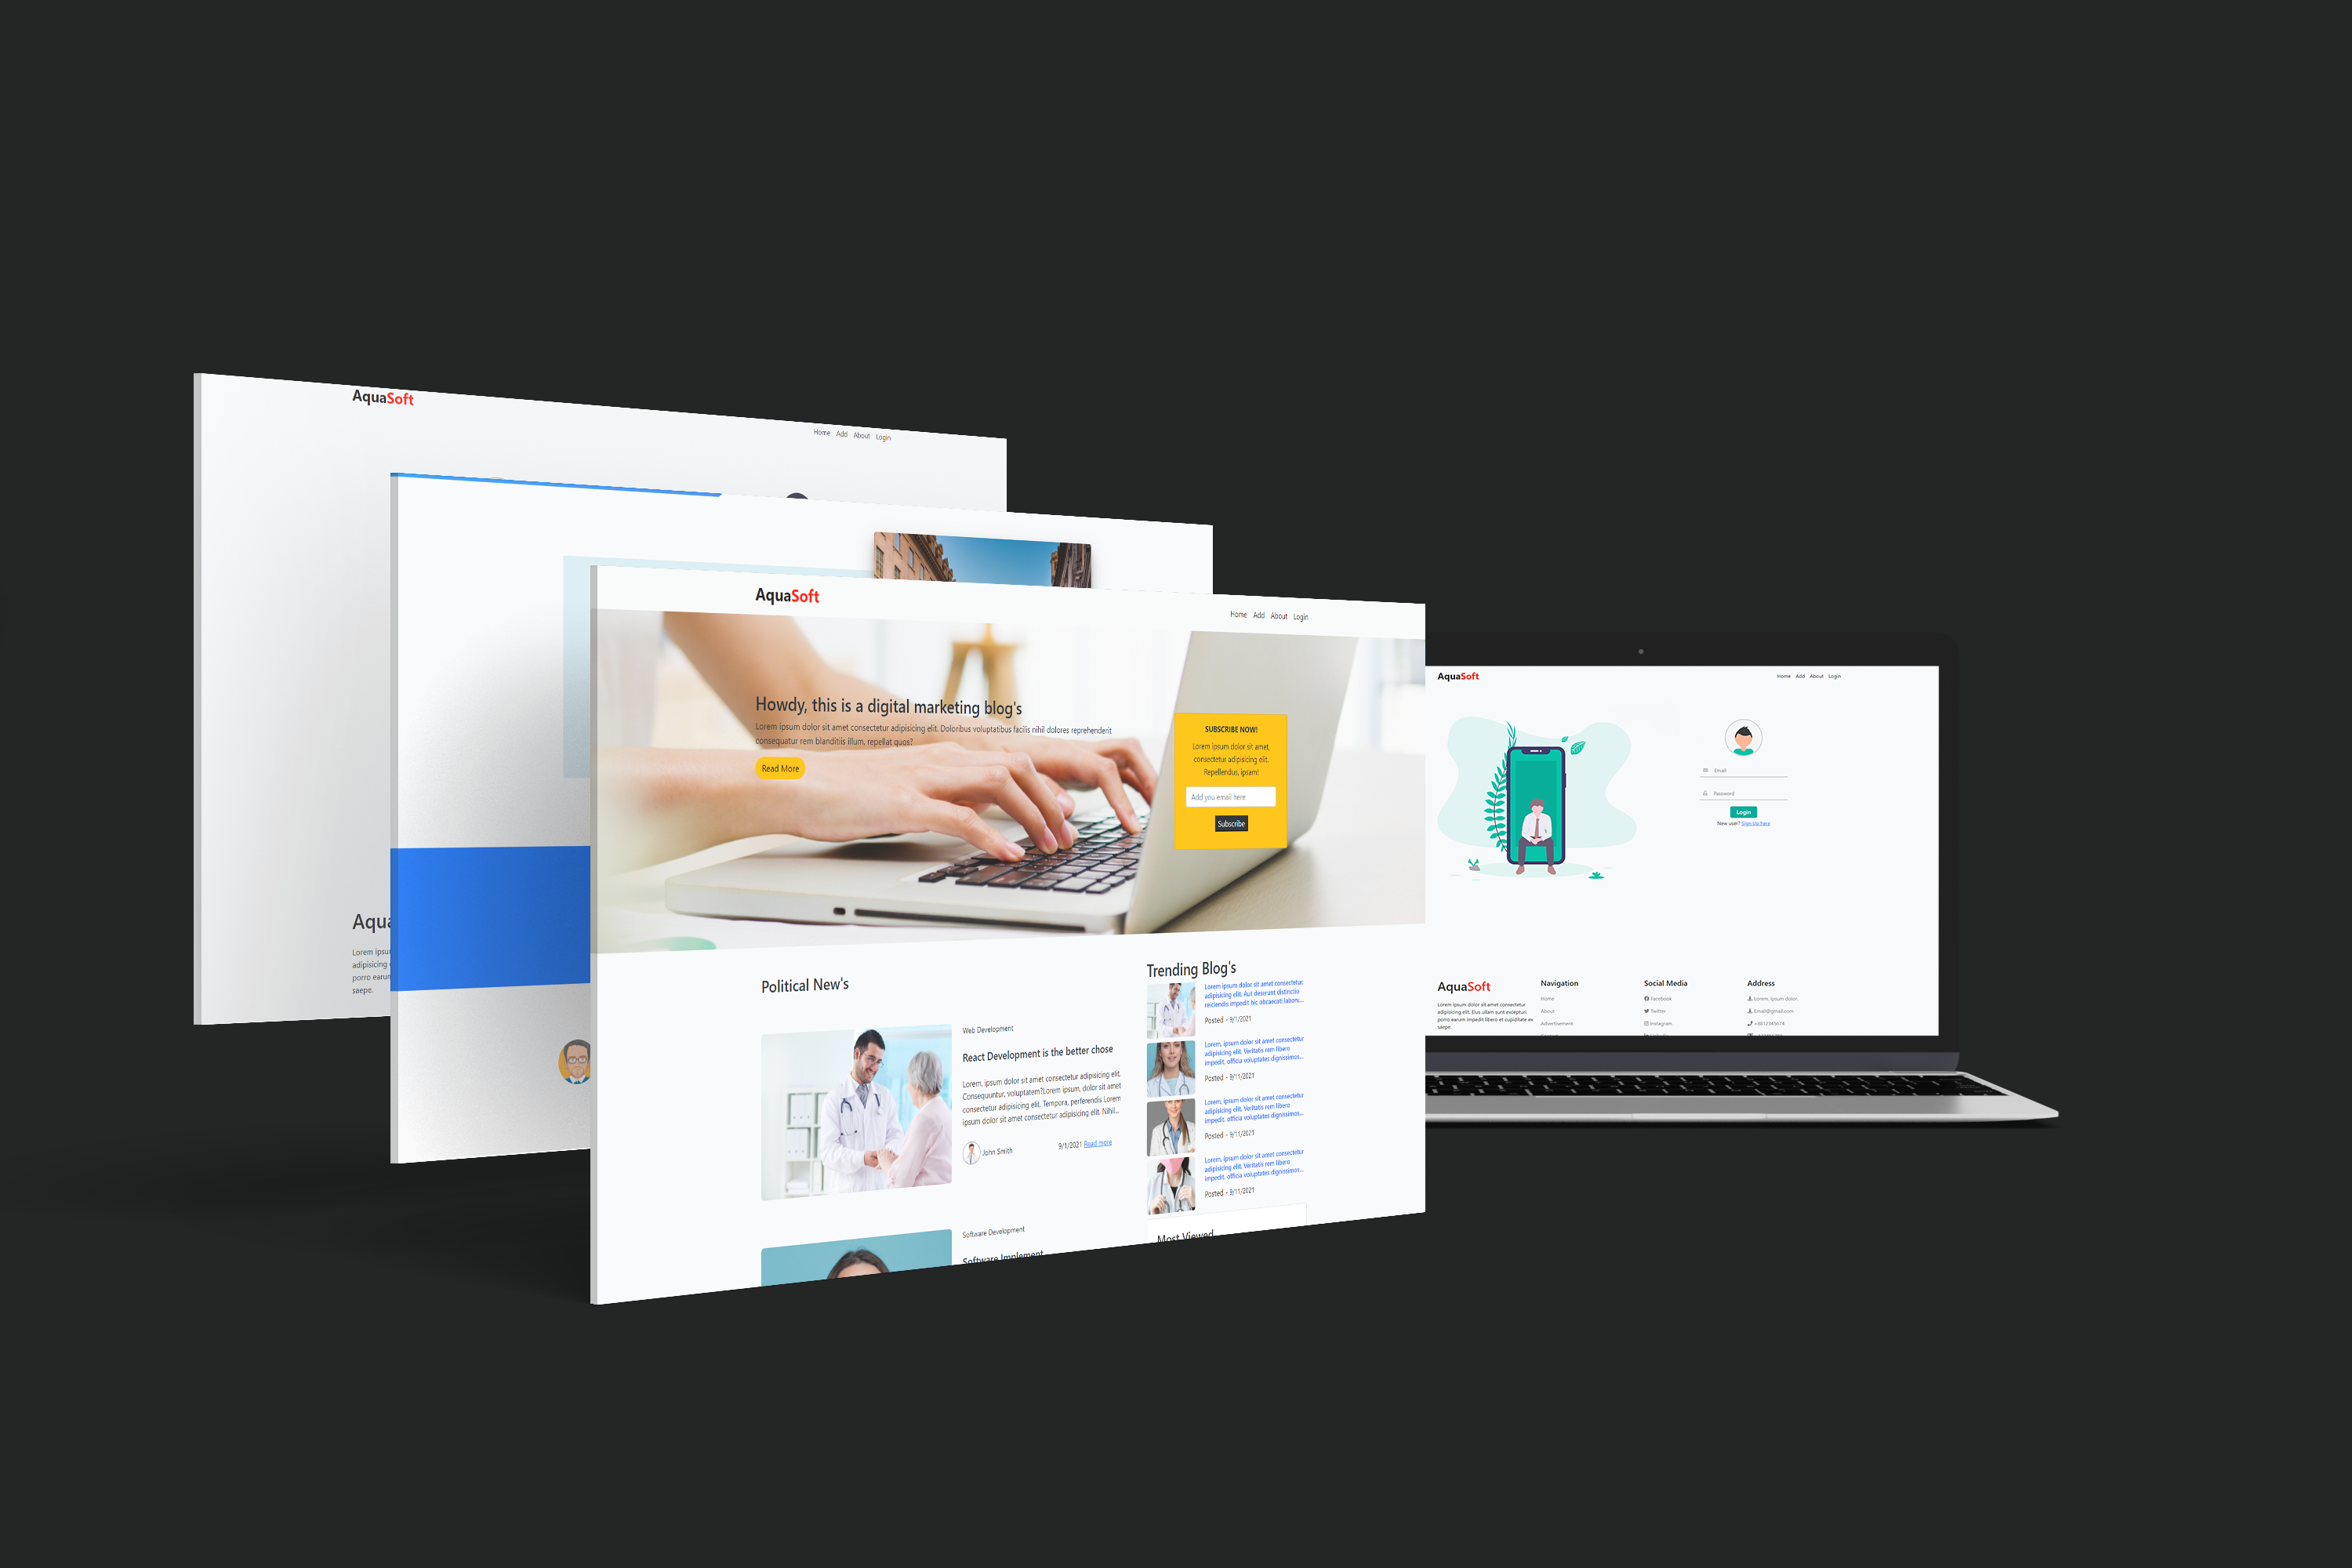 AquaSoft
Home Add About Login
Aqua
Lorem ipsu
adipisicing
porro earun
saepe.
AquaSoft
Home Add About Login
Howdy, this is a digital marketing blog's
Lorem ipsum dolor sit amet consectetur adipisicing elit. Doloribus voluptatibus facilis nihil dolores reprehenderit
consequatur rem blanditiis illum, repellat quos?
Read More
SUBSCRIBE NOW!
Lorem ipsum dolor sit amet,
consectetur adipisicing elit.
Repellendus, ipsam!
Add you email here
Subscribe
Political New's
Web Development
React Development is the better chose
Lorem, ipsum dolor sit amet consectetur adipisicing elit.
Consequuntur, voluptatem?Lorem ipsum, dolor sit amet
consectetur adipisicing elit. Tempora, perferendis Lorem
ipsum dolor sit amet consectetur adipisicing elit. Nihil...
John Smith
9/1/2021 Read more
Software Development
Software Implement
Trending Blog's
Lorem ipsum dolor sit amet consectetur,
adipisicing elit. Aut deserunt distinctio
reiciendis impedit hic obcaecati labori...
Posted - 9/1/2021
Lorem, ipsum dolor sit amet consectetur
adipisicing elit. Veritatis rem libero
impedit. officia voluptates dignissimos...
Posted - 9/11/2021
Lorem, ipsum dolor sit amet consectetur
adipisicing elit. Veritatis rem libero
impedit. officia voluptates dignissimos...
Posted - 9/11/2021
Lorem, ipsum dolor sit amet consectetur
adipisicing elit. Veritatis rem libero
impedit. officia voluptates dignissimos...
Posted - 9/11/2021
Most Viewed
AquaSoft
Home Add About Login
Email
Password
Login
New user? Sign Up here
AquaSoft
Lorem ipsum dolor sit amet consectetur
adipisicing elit. Eius ullam sunt excepturi
porro earum impedit libero et cupiditate ex
saepe.
Navigation
Home
About
Advertisement
Social Media
Facebook
Twitter
Instagram
Address
Lorem, ipsum dolor.
Email@gmail.com
+8812345674